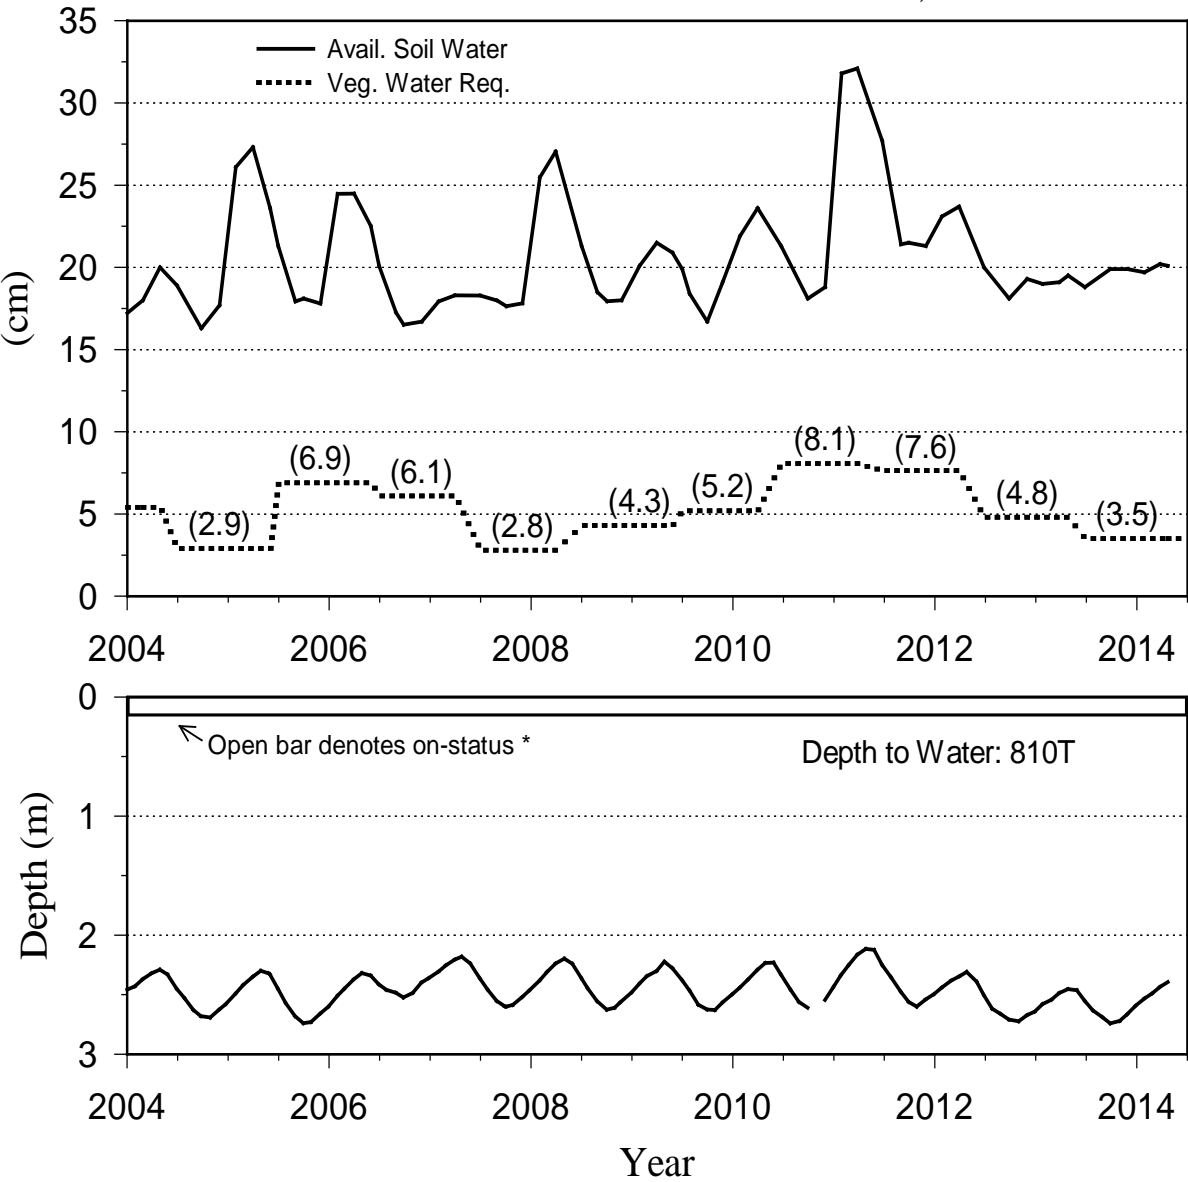 35
Avail. Soil Water
Veg. Water Req.
30
25
20
(cm)
15
10
(8.1)
(7.6)
(6.9)
(6.1)
(5.2)
(4.3)
(4.8)
(3.5)
(2.9)
(2.8)
5
0
2004 2006 2008 2010 2012 2014
0
Open bar denotes on-status *
Depth to Water: 810T
1
Depth (m)
2
3
2004 2006 2008 2010 2012 2014
Year